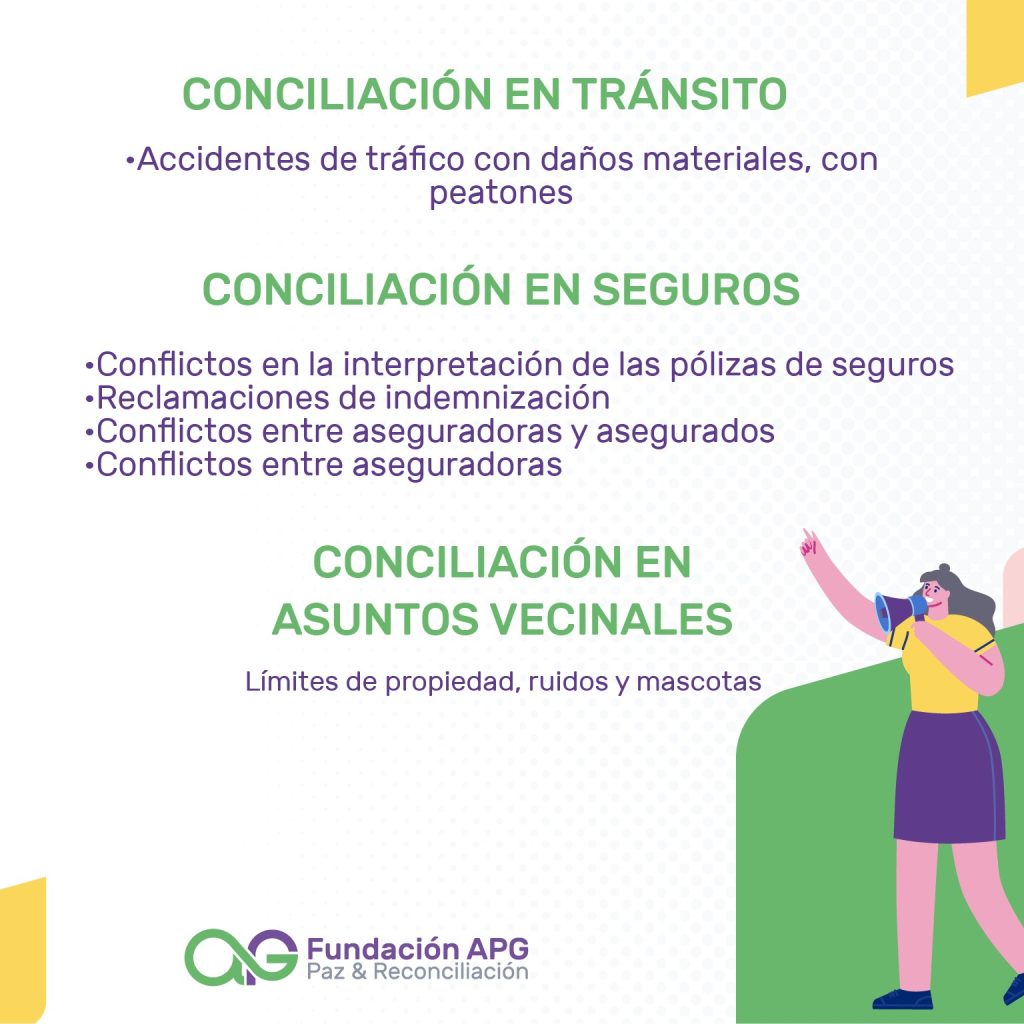 CONCILIACIÓN EN TRÁNSITO
•Accidentes de tráfico con daños materiales, con
peatones
CONCILIACIÓN EN SEGUROS
•Conflictos en la interpretación de las pólizas de seguros
•Reclamaciones de indemnización
•Conflictos entre aseguradoras y asegurados
•Conflictos entre aseguradoras
CONCILIACIÓN EN
ASUNTOS VECINALES
Límites de propiedad, ruidos y mascotas
Fundación APG
Paz & Reconciliación